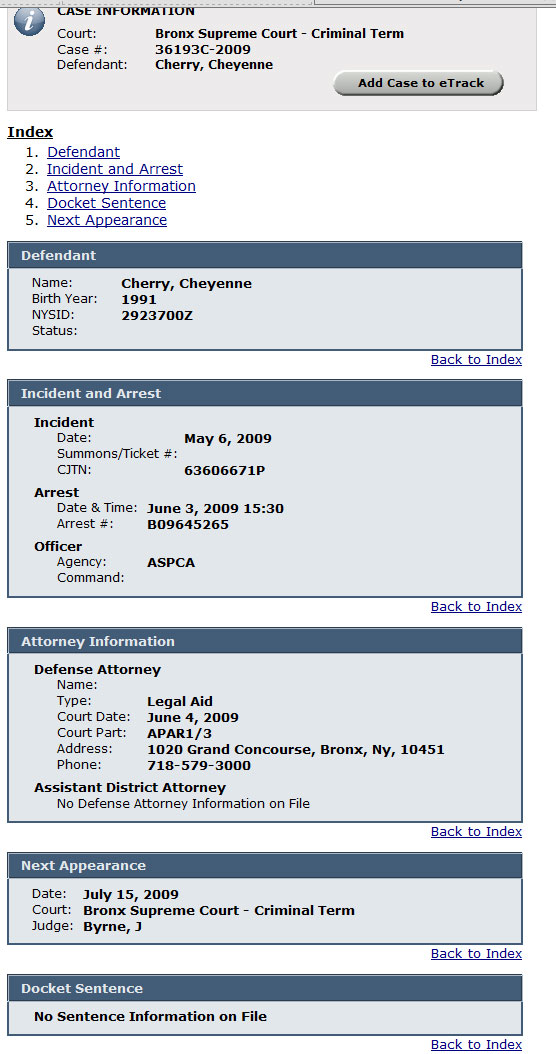 CASE INFORMATION
Court: Bronx Supreme Court - Criminal Term
Case #: 36193C-2009
Defendant: Cherry, Cheyenne
Add Case to eTrack
Index
1. Defendant
2. Incident and Arrest
3. Attorney Information
4. Docket Sentence
5. Next Appearance
Defendant
Name: Cherry, Cheyenne
Birth Year: 1991
NYSID: 2923700Z
Status:
Back to Index
Incident and Arrest
Incident
Date: May 6, 2009
Summons/Ticket #:
CJTN: 63606671P
Arrest
Date & Time: June 3, 2009 15:30
Arrest #: B09645265
Officer
Agency: ASPCA
Command:
Back to Index
Attorney Information
Defense Attorney
Name:
Type: Legal Aid
Court Date: June 4, 2009
Court Part: APAR1/3
Address: 1020 Grand Concourse, Bronx, Ny, 10451
Phone: 718-579-3000
Assistant District Attorney
No Defense Attorney Information on File
Back to Index
Next Appearance
Date: July 15, 2009
Court: Bronx Supreme Court - Criminal Term
Judge: Byrne, J
Back to Index
Docket Sentence
No Sentence Information on File
Back to Index